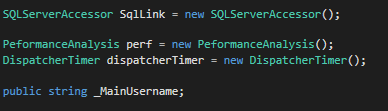 SQLServerAccessor SqlLink = new SQLServerAccessor();
PeformanceAnalysis perf = new PeformanceAnalysis();
DispatcherTimer dispatcherTimer = new DispatcherTimer();
public string _MainUsername;